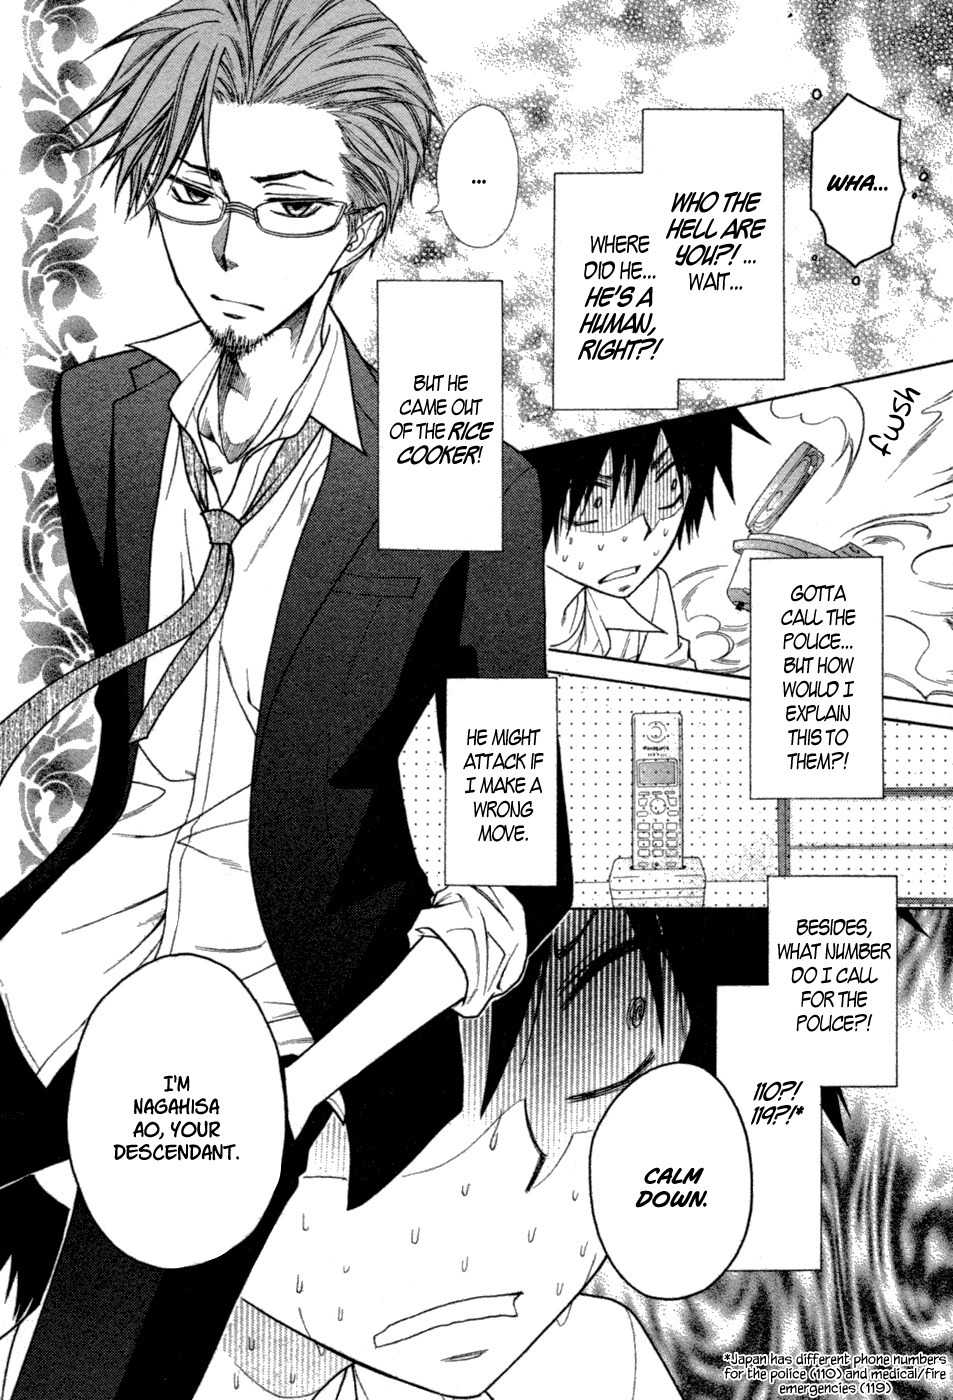 WHA...
WHO THE
HELL ARE
YOU?! ...
WAIT...
WHERE
DID HE...
HE'S A
HUMAN,
RIGHT?!
...
BUT HE
CAME OUT
OF THE RICE
COOKER!
fwsh
GOTTA
CALL THE
POLICE...
BUT HOW
WOULD I
EXPLAIN
THIS TO
THEM?!
HE MIGHT
ATTACK IF
I MAKE A
WRONG
MOVE.
BESIDES,
WHAT NUMBER
DO I CALL
FOR THE
POLICE?!
110?!
119?!*
CALM
DOWN.
I'M
NAGAHISA
AO, YOUR
DESCENDANT.
*Japan has different phone numbers
for the police (110) and medical/fire
emergencies (119)